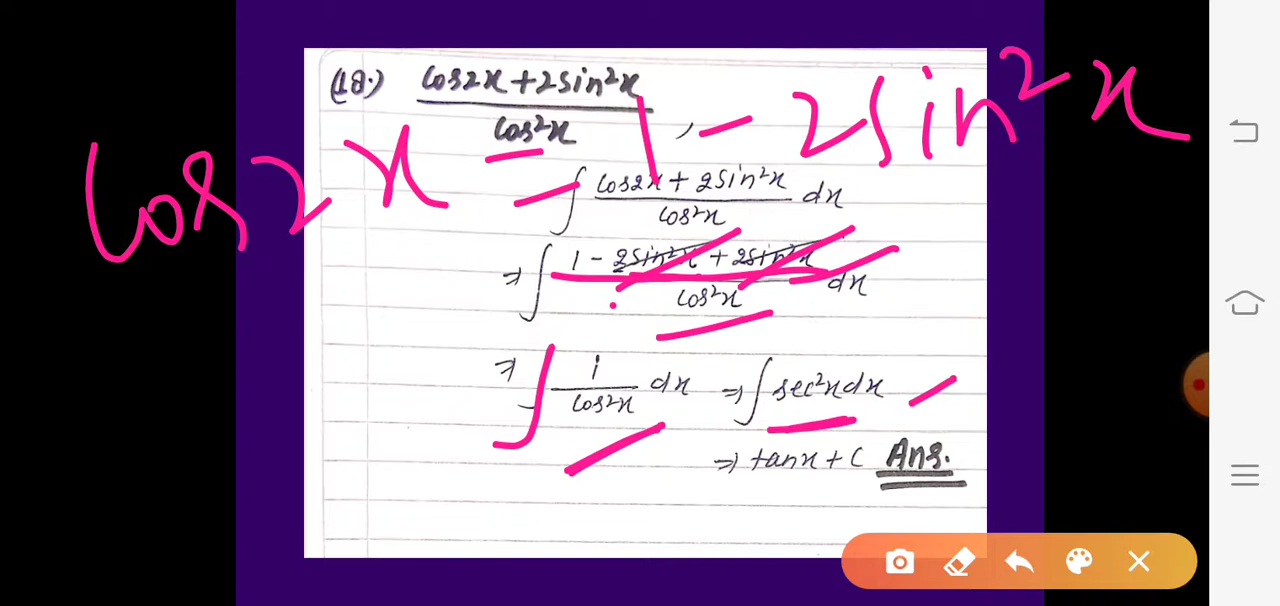 (18.) cos2x+2sin²x / cos²x
cos2x = 1 - 2sin²x
∫ cos2x + 2sin²x / cos²x dx
⇒ ∫ 1 - 2sin²x + 2sin²x / cos²x dx
⇒ ∫ 1 / cos²x dx ⇒ ∫ sec²x dx
⇒ tanx + C Ans.